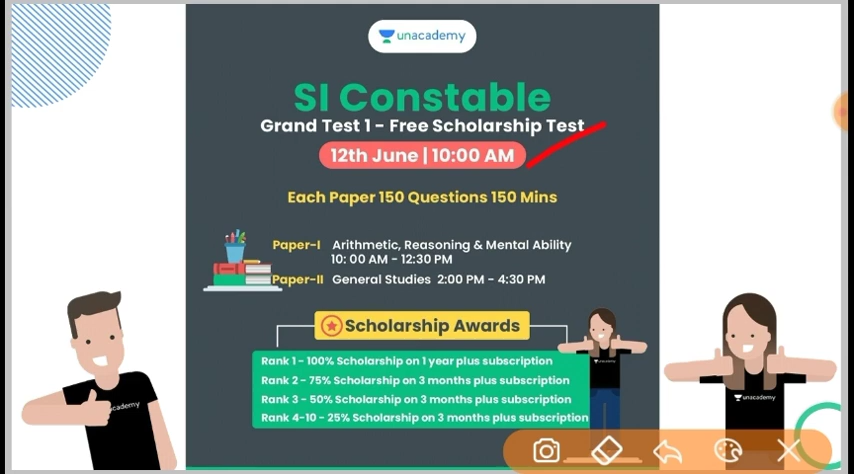 unacademy
SI Constable
Grand Test 1 - Free Scholarship Test
12th June | 10:00 AM
Each Paper 150 Questions 150 Mins
Paper-I Arithmetic, Reasoning & Mental Ability
10: 00 AM - 12:30 PM
Paper-II General Studies 2:00 PM - 4:30 PM
Scholarship Awards
Rank 1 - 100% Scholarship on 1 year plus subscription
Rank 2 - 75% Scholarship on 3 months plus subscription
Rank 3 - 50% Scholarship on 3 months plus subscription
Rank 4-10 - 25% Scholarship on 3 months plus subscription
unacademy